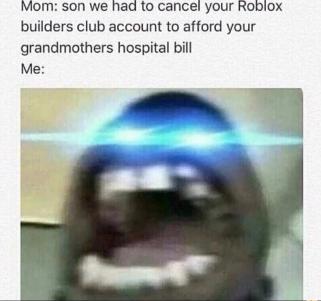 Mom: son we had to cancel your Roblox
builders club account to afford your
grandmothers hospital bill
Me: